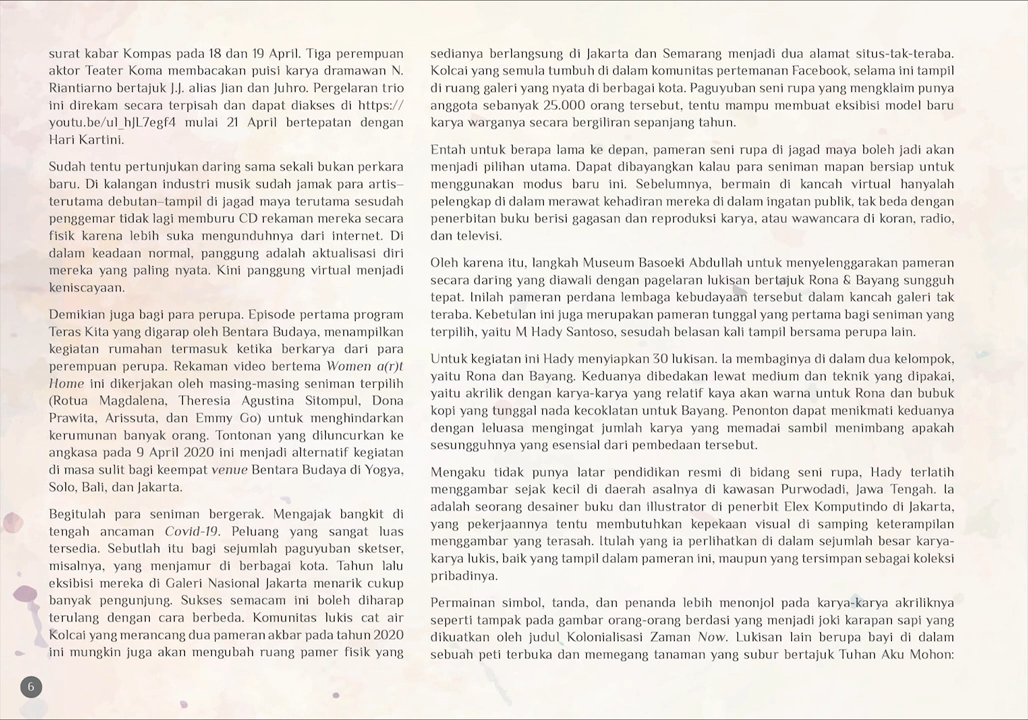 surat kabar Kompas pada 18 dan 19 April. Tiga perempuan
aktor Teater Koma membacakan puisi karya dramawan N.
Riantiarno bertajuk J.J. alias Jian dan Juhro. Pergelaran trio
ini direkam secara terpisah dan dapat diakses di https://
youtu.be/ul_hJL7egf4 mulai 21 April bertepatan dengan
Hari Kartini.
Sudah tentu pertunjukan daring sama sekali bukan perkara
baru. Di kalangan industri musik sudah jamak para artis–
terutama debutan–tampil di jagad maya terutama sesudah
penggemar tidak lagi memburu CD rekaman mereka secara
fisik karena lebih suka mengunduhnya dari internet. Di
dalam keadaan normal, panggung adalah aktualisasi diri
mereka yang paling nyata. Kini panggung virtual menjadi
keniscayaan.
Demikian juga bagi para perupa. Episode pertama program
Teras Kita yang digarap oleh Bentara Budaya, menampilkan
kegiatan rumahan termasuk ketika berkarya dari para
perempuan perupa. Rekaman video bertema Women a(r)t
Home ini dikerjakan oleh masing-masing seniman terpilih
(Rotua Magdalena, Theresia Agustina Sitompul, Dona
Prawita, Arissuta, dan Emmy Go) untuk menghindarkan
kerumunan banyak orang. Tontonan yang diluncurkan ke
angkasa pada 9 April 2020 ini menjadi alternatif kegiatan
di masa sulit bagi keempat venue Bentara Budaya di Yogya,
Solo, Bali, dan Jakarta.
Begitulah para seniman bergerak. Mengajak bangkit di
tengah ancaman Covid-19. Peluang yang sangat luas
tersedia. Sebutlah itu bagi sejumlah paguyuban sketser,
misalnya, yang menjamur di berbagai kota. Tahun lalu
eksibisi mereka di Galeri Nasional Jakarta menarik cukup
banyak pengunjung. Sukses semacam ini boleh diharap
terulang dengan cara berbeda. Komunitas lukis cat air
Kolcai yang merancang dua pameran akbar pada tahun 2020
ini mungkin juga akan mengubah ruang pamer fisik yang
sedianya berlangsung di Jakarta dan Semarang menjadi dua alamat situs-tak-teraba.
Kolcai yang semula tumbuh di dalam komunitas pertemanan Facebook, selama ini tampil
di ruang galeri yang nyata di berbagai kota. Paguyuban seni rupa yang mengklaim punya
anggota sebanyak 25.000 orang tersebut, tentu mampu membuat eksibisi model baru
karya warganya secara bergiliran sepanjang tahun.
Entah untuk berapa lama ke depan, pameran seni rupa di jagad maya boleh jadi akan
menjadi pilihan utama. Dapat dibayangkan kalau para seniman mapan bersiap untuk
menggunakan modus baru ini. Sebelumnya, bermain di kancah virtual hanyalah
pelengkap di dalam merawat kehadiran mereka di dalam ingatan publik, tak beda dengan
penerbitan buku berisi gagasan dan reproduksi karya, atau wawancara di koran, radio,
dan televisi.
Oleh karena itu, langkah Museum Basoeki Abdullah untuk menyelenggarakan pameran
secara daring yang diawali dengan pagelaran lukisan bertajuk Rona & Bayang sungguh
tepat. Inilah pameran perdana lembaga kebudayaan tersebut dalam kancah galeri tak
teraba. Kebetulan ini juga merupakan pameran tunggal yang pertama bagi seniman yang
terpilih, yaitu M Hady Santoso, sesudah belasan kali tampil bersama perupa lain.
Untuk kegiatan ini Hady menyiapkan 30 lukisan. Ia membaginya di dalam dua kelompok,
yaitu Rona dan Bayang. Keduanya dibedakan lewat medium dan teknik yang dipakai,
yaitu akrilik dengan karya-karya yang relatif kaya akan warna untuk Rona dan bubuk
kopi yang tunggal nada kecoklatan untuk Bayang. Penonton dapat menikmati keduanya
dengan leluasa mengingat jumlah karya yang memadai sambil menimbang apakah
sesungguhnya yang esensial dari pembedaan tersebut.
Mengaku tidak punya latar pendidikan resmi di bidang seni rupa, Hady terlatih
menggambar sejak kecil di daerah asalnya di kawasan Purwodadi, Jawa Tengah. Ia
adalah seorang desainer buku dan illustrator di penerbit Elex Komputindo di Jakarta,
yang pekerjaannya tentu membutuhkan kepekaan visual di samping keterampilan
menggambar yang terasah. Itulah yang ia perlihatkan di dalam sejumlah besar karya-
karya lukis, baik yang tampil dalam pameran ini, maupun yang tersimpan sebagai koleksi
pribadinya.
Permainan simbol, tanda, dan penanda lebih menonjol pada karya-karya akriliknya
seperti tampak pada gambar orang-orang berdasi yang menjadi joki karapan sapi yang
dikuatkan oleh judul Kolonialisasi Zaman Now. Lukisan lain berupa bayi di dalam
sebuah peti terbuka dan memegang tanaman yang subur bertajuk Tuhan Aku Mohon:
6